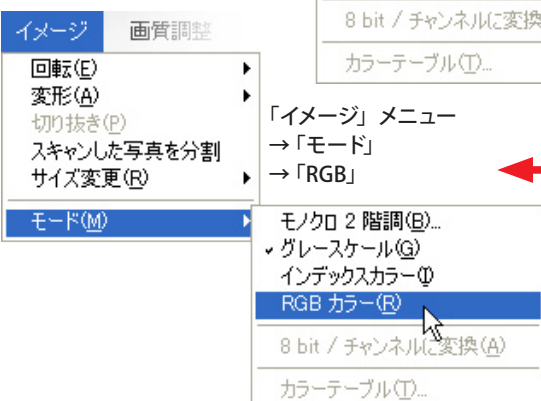 8 bit / チャンネルに変換
カラーテーブル(T)...
イメージ 画質調整
回転(E)
変形(A)
切り抜き(P)
スキャンした写真を分割
サイズ変更(R)
モード(M)
「イメージ」メニュー
→「モード」
→「RGB」
モノクロ 2 階調(B)...
グレースケール(G)
インデックスカラー(I)
RGB カラー(R)
8 bit / チャンネルに変換(A)
カラーテーブル(T)...